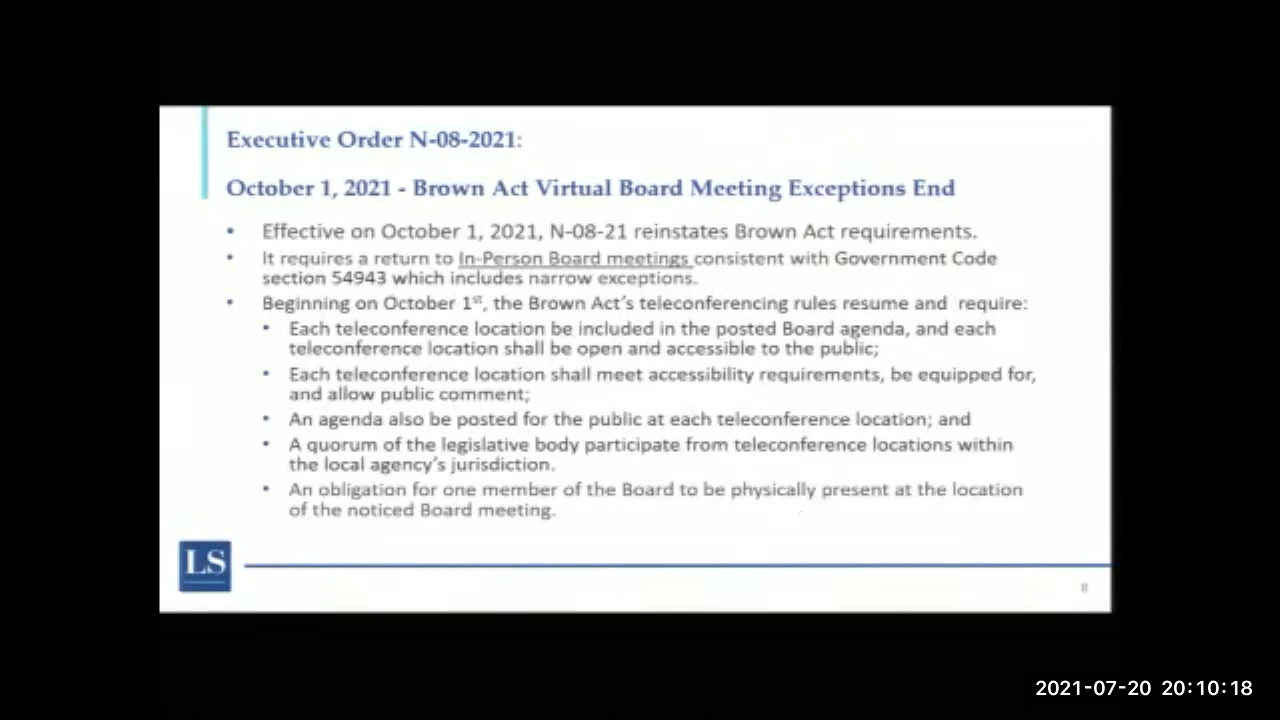 Executive Order N-08-2021:
October 1, 2021 - Brown Act Virtual Board Meeting Exceptions End
• Effective on October 1, 2021, N-08-21 reinstates Brown Act requirements.
• It requires a return to In-Person Board meetings consistent with Government Code
section 54943 which includes narrow exceptions.
• Beginning on October 1st, the Brown Act's teleconferencing rules resume and require:
• Each teleconference location be included in the posted Board agenda, and each
teleconference location shall be open and accessible to the public;
• Each teleconference location shall meet accessibility requirements, be equipped for,
and allow public comment;
• An agenda also be posted for the public at each teleconference location; and
• A quorum of the legislative body participate from teleconference locations within
the local agency's jurisdiction.
• An obligation for one member of the Board to be physically present at the location
of the noticed Board meeting.
LS
8
2021-07-20 20:10:18